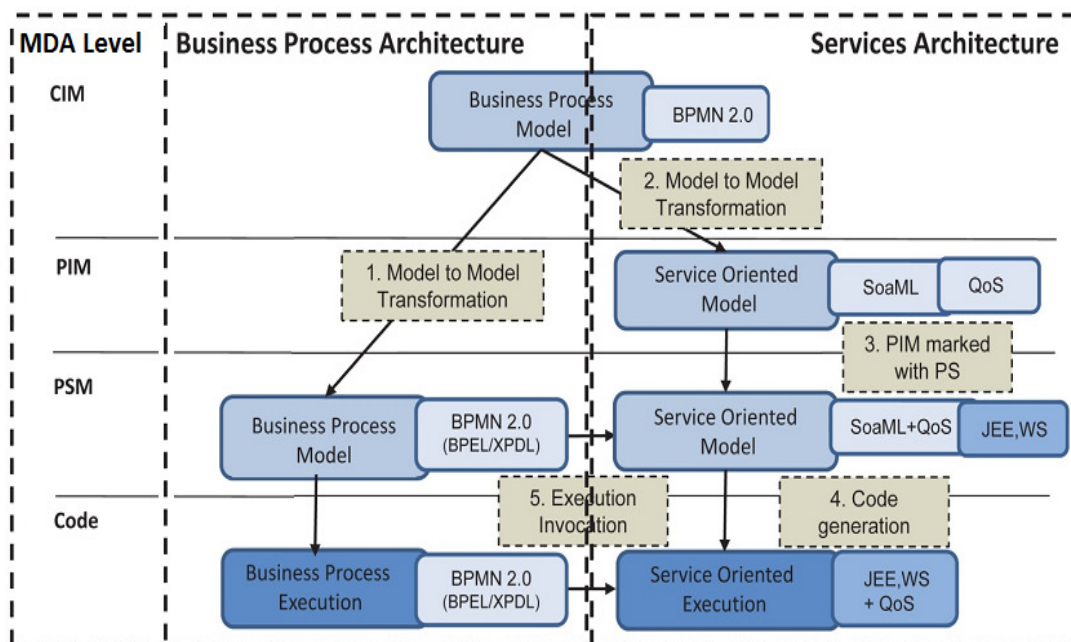 MDA Level
Business Process Architecture
Services Architecture
CIM
Business Process
Model
BPMN 2.0
2. Model to Model
Transformation
PIM
1. Model to Model
Transformation
Service Oriented
Model
SoaML
QoS
3. PIM marked
with PS
PSM
Business Process
Model
BPMN 2.0
(BPEL/XPDL)
Service Oriented
Model
SoaML+QoS
JEE,WS
Code
5. Execution
Invocation
4. Code
generation
Business Process
Execution
BPMN 2.0
(BPEL/XPDL)
Service Oriented
Execution
JEE,WS
+ QoS